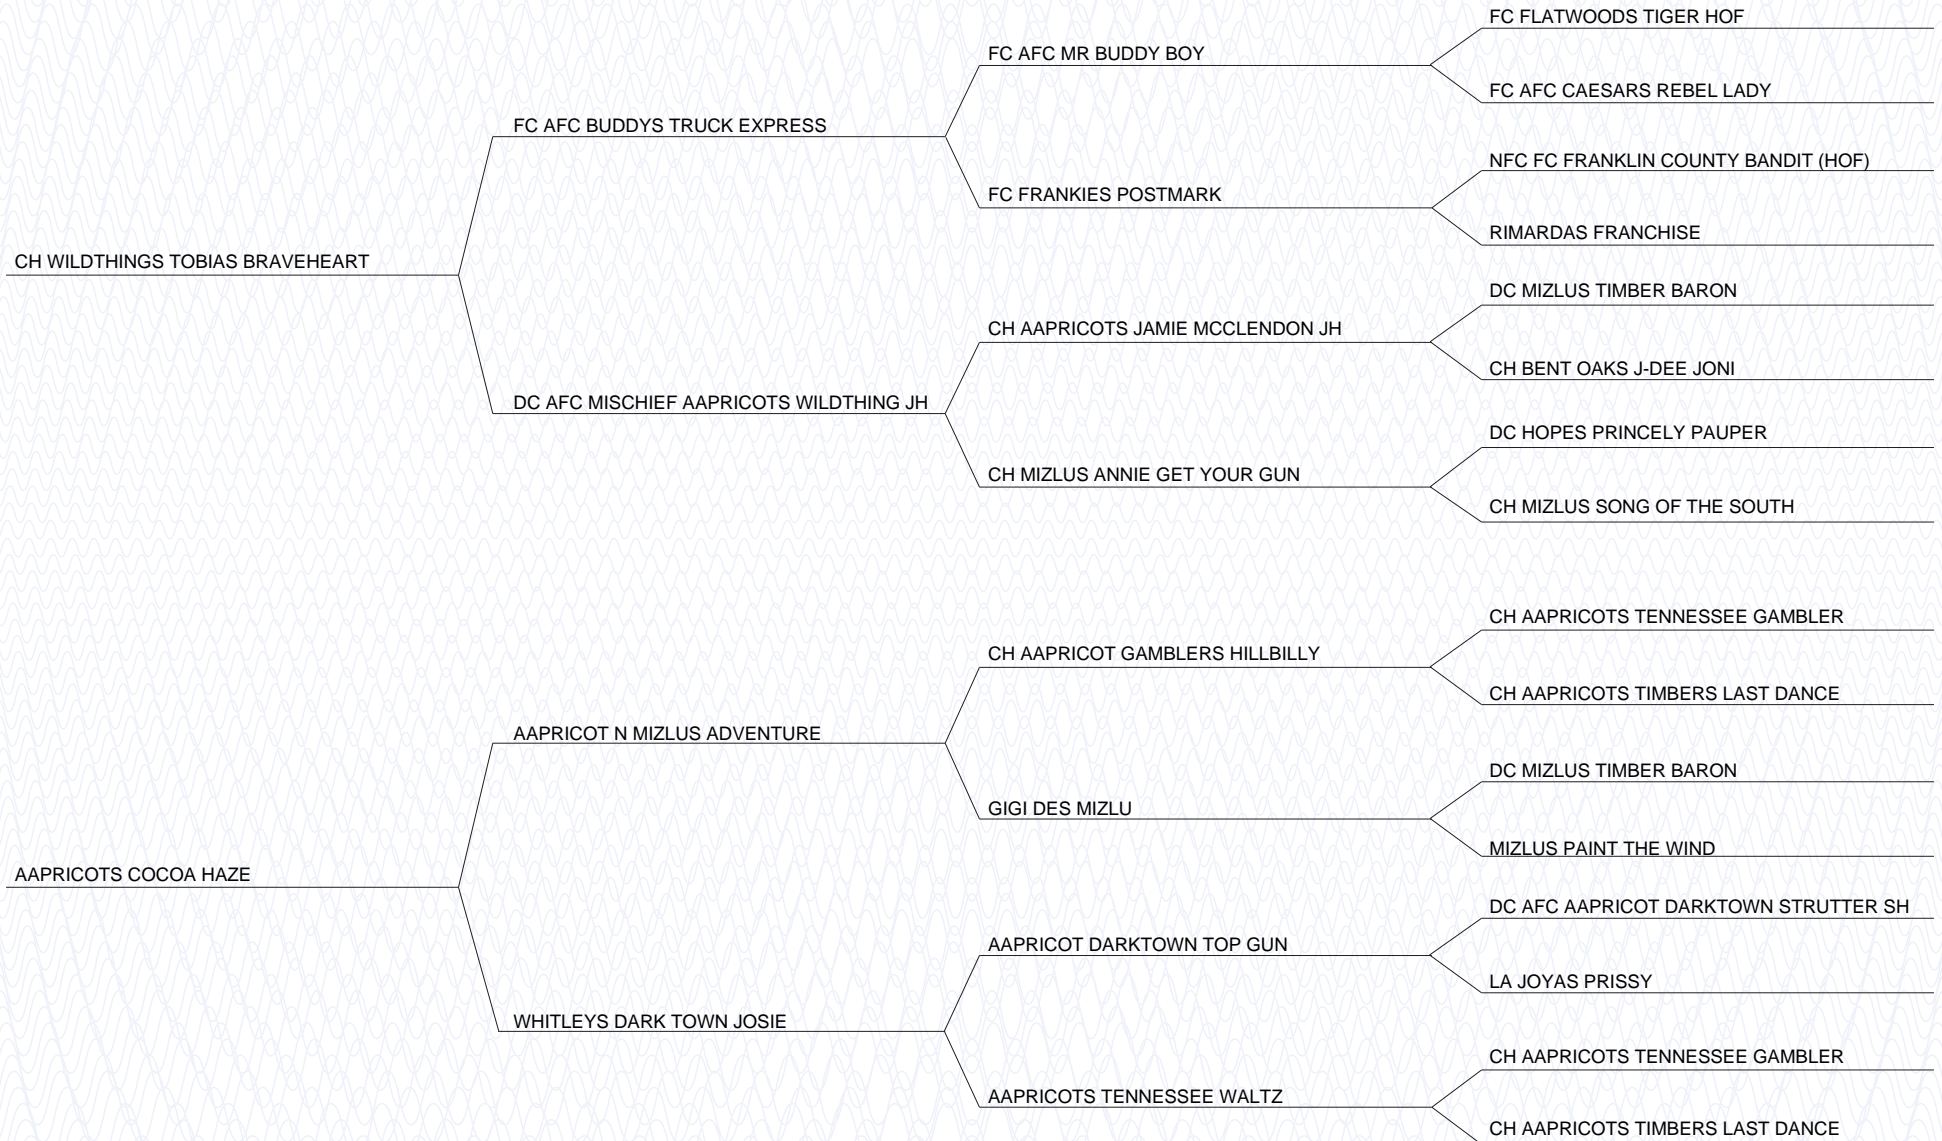 FC FLATWOODS TIGER HOF
FC AFC MR BUDDY BOY
FC AFC CAESARS REBEL LADY
FC AFC BUDDYS TRUCK EXPRESS
NFC FC FRANKLIN COUNTY BANDIT (HOF)
FC FRANKIES POSTMARK
RIMARDAS FRANCHISE
CH WILDTHINGS TOBIAS BRAVEHEART
DC MIZLUS TIMBER BARON
CH AAPRICOTS JAMIE MCCLENDON JH
CH BENT OAKS J-DEE JONI
DC AFC MISCHIEF AAPRICOTS WILDTHING JH
DC HOPES PRINCELY PAUPER
CH MIZLUS ANNIE GET YOUR GUN
CH MIZLUS SONG OF THE SOUTH
CH AAPRICOTS TENNESSEE GAMBLER
CH AAPRICOT GAMBLERS HILLBILLY
CH AAPRICOTS TIMBERS LAST DANCE
AAPRICOT N MIZLUS ADVENTURE
DC MIZLUS TIMBER BARON
GIGI DES MIZLU
MIZLUS PAINT THE WIND
AAPRICOTS COCOA HAZE
DC AFC AAPRICOT DARKTOWN STRUTTER SH
AAPRICOT DARKTOWN TOP GUN
LA JOYAS PRISSY
WHITLEYS DARK TOWN JOSIE
CH AAPRICOTS TENNESSEE GAMBLER
AAPRICOTS TENNESSEE WALTZ
CH AAPRICOTS TIMBERS LAST DANCE